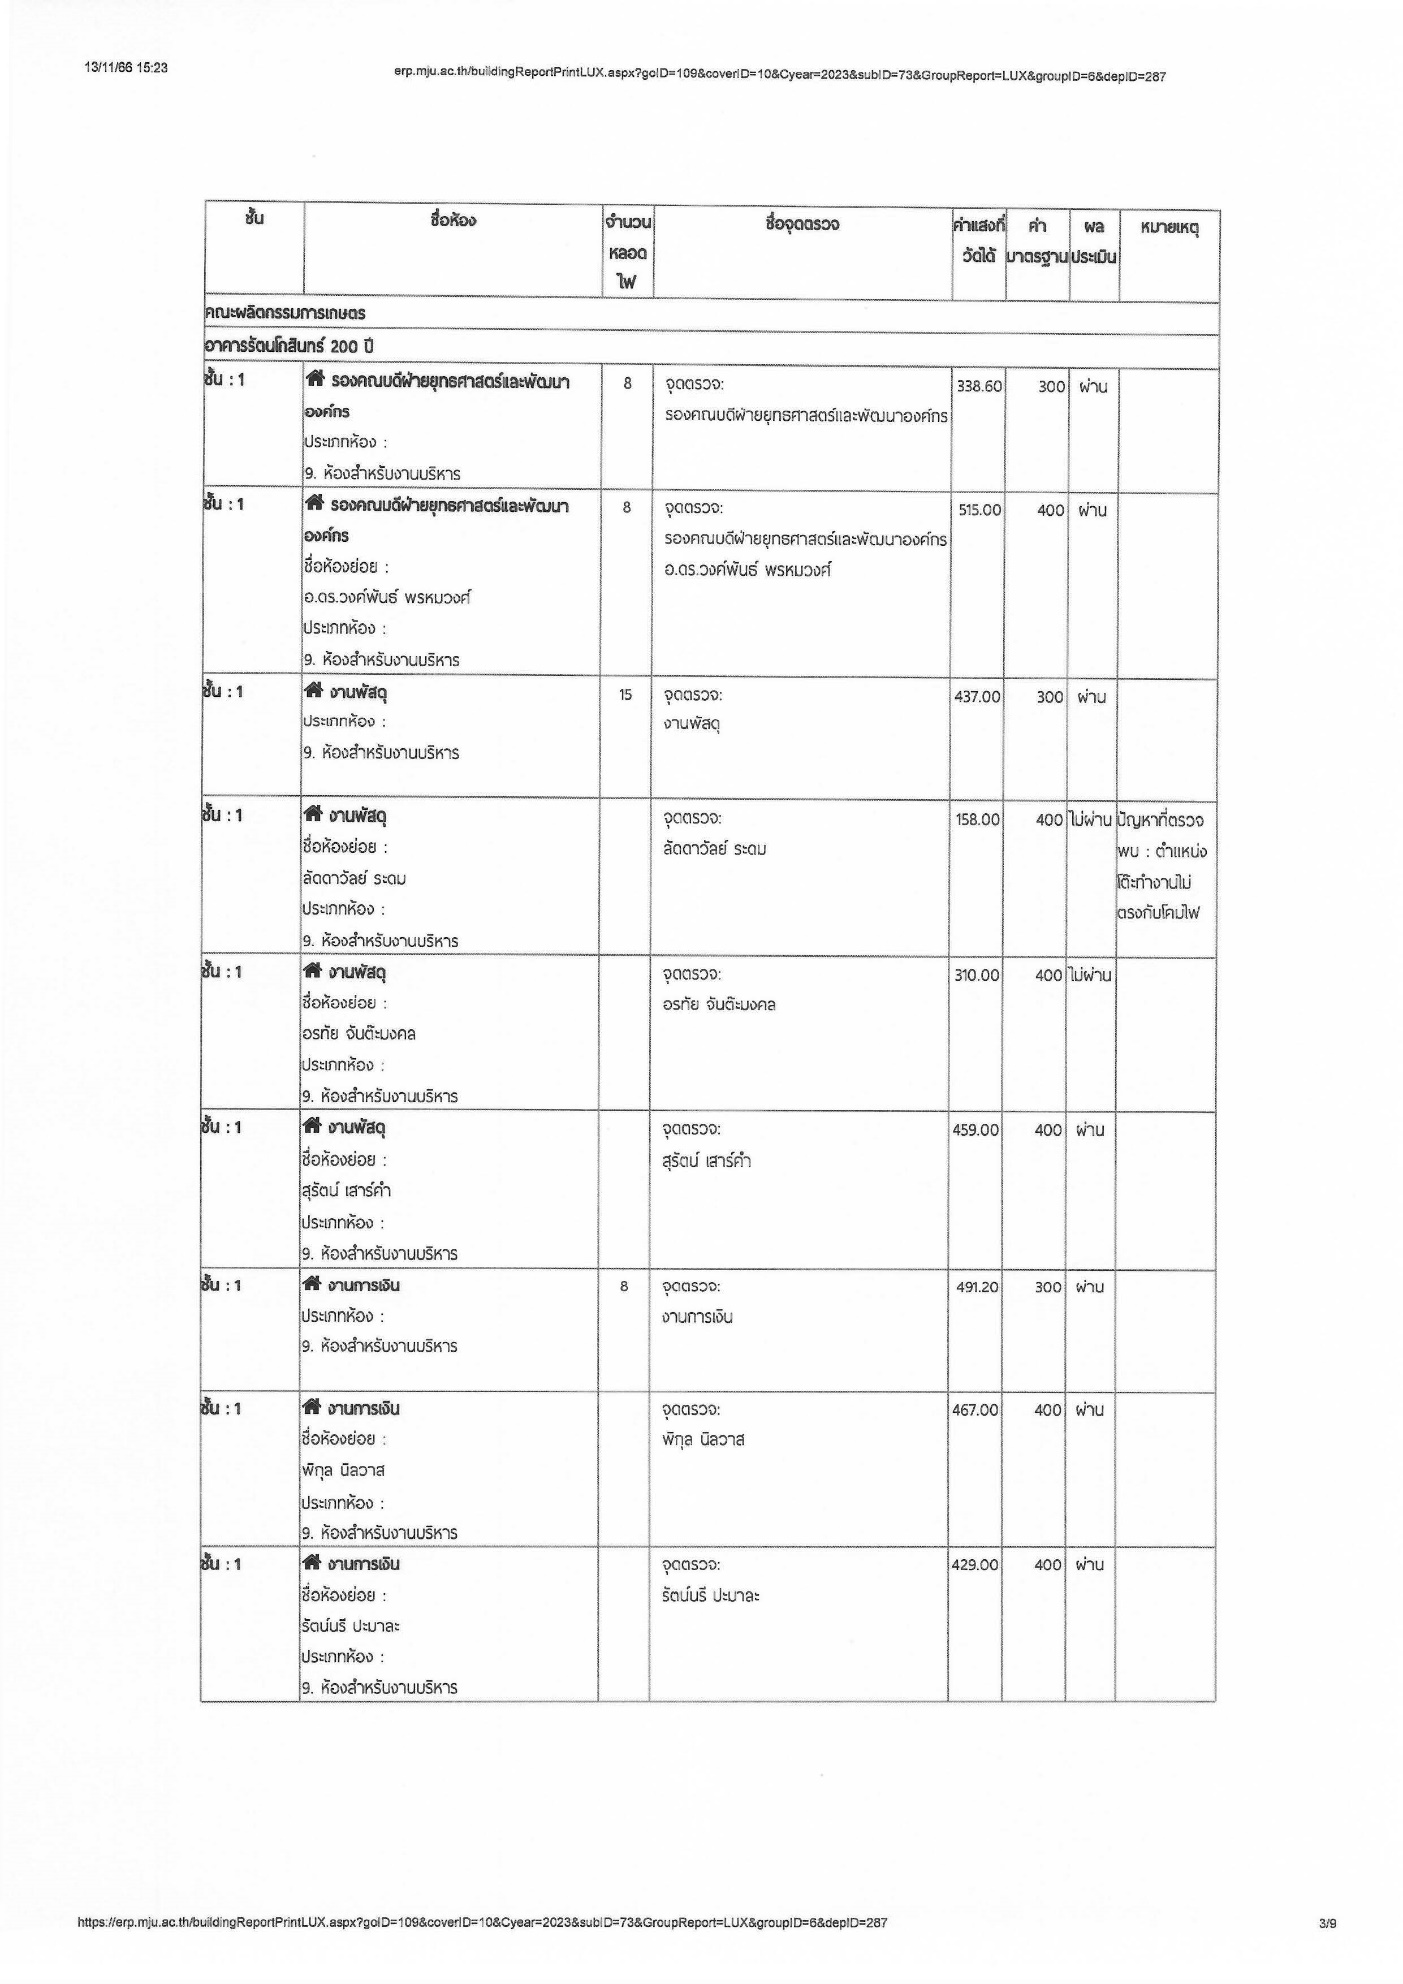 13/11/66 15:23
erp.mju.ac.th/buildingReportPrintLUX.aspx?goID=109&coverID=10&Cyear=2023&subID=73&GroupReport=LUX&groupID=6&depID=287
ชั้น ชื่อห้อง จำนวน ชื่อจุดตรวจ ค่าแสงที่ ค่า ผล หมายเหตุ
หลอด วัดได้ มาตรฐาน ประเมิน
ไฟ
คณะผลิตกรรมการเกษตร
อาคารรัตนโกสินทร์ 200 ปี
ชั้น : 1 รองคณบดีฝ่ายยุทธศาสตร์และพัฒนา 8 จุดตรวจ: 338.60 300 ผ่าน
องค์กร รองคณบดีฝ่ายยุทธศาสตร์และพัฒนาองค์กร
ประเภทห้อง :
9. ห้องสำหรับงานบริหาร
ชั้น : 1 รองคณบดีฝ่ายยุทธศาสตร์และพัฒนา 8 จุดตรวจ: 515.00 400 ผ่าน
องค์กร รองคณบดีฝ่ายยุทธศาสตร์และพัฒนาองค์กร
ชื่อห้องย่อย : อ.ดร.วงค์พันธ์ พรหมวงศ์
อ.ดร.วงค์พันธ์ พรหมวงศ์
ประเภทห้อง :
9. ห้องสำหรับงานบริหาร
ชั้น : 1 งานพัสดุ 15 จุดตรวจ: 437.00 300 ผ่าน
ประเภทห้อง : งานพัสดุ
9. ห้องสำหรับงานบริหาร
ชั้น : 1 งานพัสดุ จุดตรวจ: 158.00 400 ไม่ผ่าน ปัญหาที่ตรวจ
ชื่อห้องย่อย : ลัดดาวัลย์ ระดม พบ : ตำแหน่ง
ลัดดาวัลย์ ระดม โต๊ะทำงานไม่
ประเภทห้อง : ตรงกับโคมไฟ
9. ห้องสำหรับงานบริหาร
ชั้น : 1 งานพัสดุ จุดตรวจ: 310.00 400 ไม่ผ่าน
ชื่อห้องย่อย : อรทัย จันต๊ะมงคล
อรทัย จันต๊ะมงคล
ประเภทห้อง :
9. ห้องสำหรับงานบริหาร
ชั้น : 1 งานพัสดุ จุดตรวจ: 459.00 400 ผ่าน
ชื่อห้องย่อย : สุรัตน์ เสาร์คำ
สุรัตน์ เสาร์คำ
ประเภทห้อง :
9. ห้องสำหรับงานบริหาร
ชั้น : 1 งานการเงิน 8 จุดตรวจ: 491.20 300 ผ่าน
ประเภทห้อง : งานการเงิน
9. ห้องสำหรับงานบริหาร
ชั้น : 1 งานการเงิน จุดตรวจ: 467.00 400 ผ่าน
ชื่อห้องย่อย : พิกุล นิลวาส
พิกุล นิลวาส
ประเภทห้อง :
9. ห้องสำหรับงานบริหาร
ชั้น : 1 งานการเงิน จุดตรวจ: 429.00 400 ผ่าน
ชื่อห้องย่อย : รัตน์นรี ปะมาละ
รัตน์นรี ปะมาละ
ประเภทห้อง :
9. ห้องสำหรับงานบริหาร
https://erp.mju.ac.th/buildingReportPrintLUX.aspx?goID=109&coverID=10&Cyear=2023&subID=73&GroupReport=LUX&groupID=6&depID=287 3/9